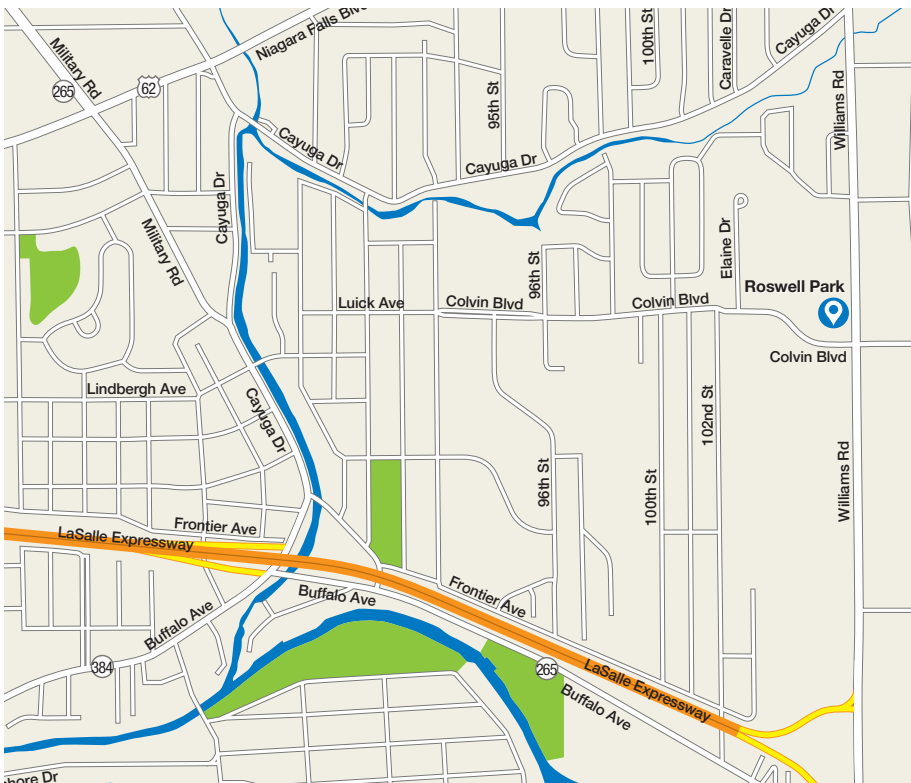 Niagara Falls Blv
Military Rd
265
62
95th St
100th St
Caravelle Dr
Cayuga Dr
Williams Rd
Cayuga Dr
Cayuga Dr
Cayuga Dr
Military Rd
96th St
Elaine Dr
Roswell Park
Luick Ave
Colvin Blvd
Colvin Blvd
Colvin Blvd
Lindbergh Ave
Cayuga Dr
102nd St
96th St
100th St
Williams Rd
Frontier Ave
LaSalle Expressway
Buffalo Ave
Frontier Ave
Buffalo Ave
384
265
LaSalle Expressway
Buffalo Ave
hore Dr